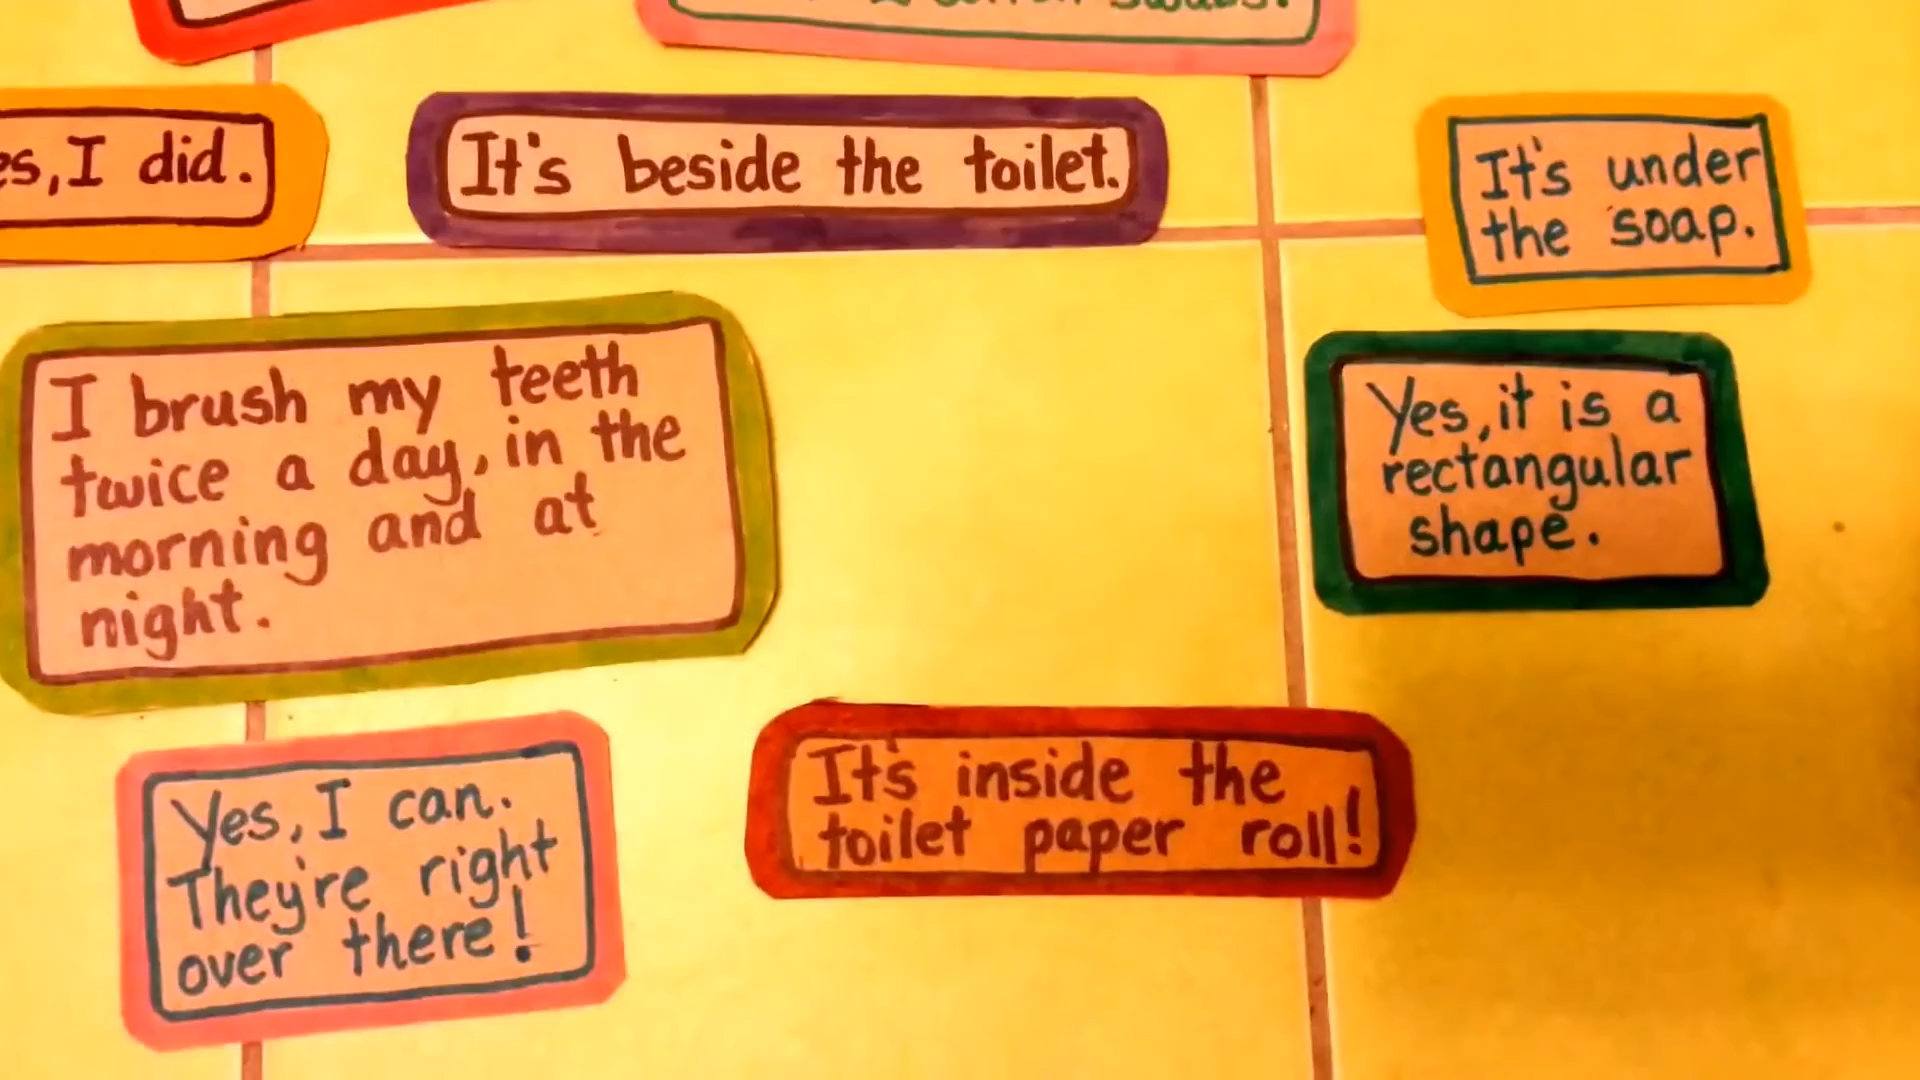 cotton swabs.
I did.
It's beside the toilet.
It's under
the soap.
I brush my teeth
twice a day, in the
morning and at
night.
Yes, it is a
rectangular
shape.
Yes, I can.
They're right
over there!
It's inside the
toilet paper roll!